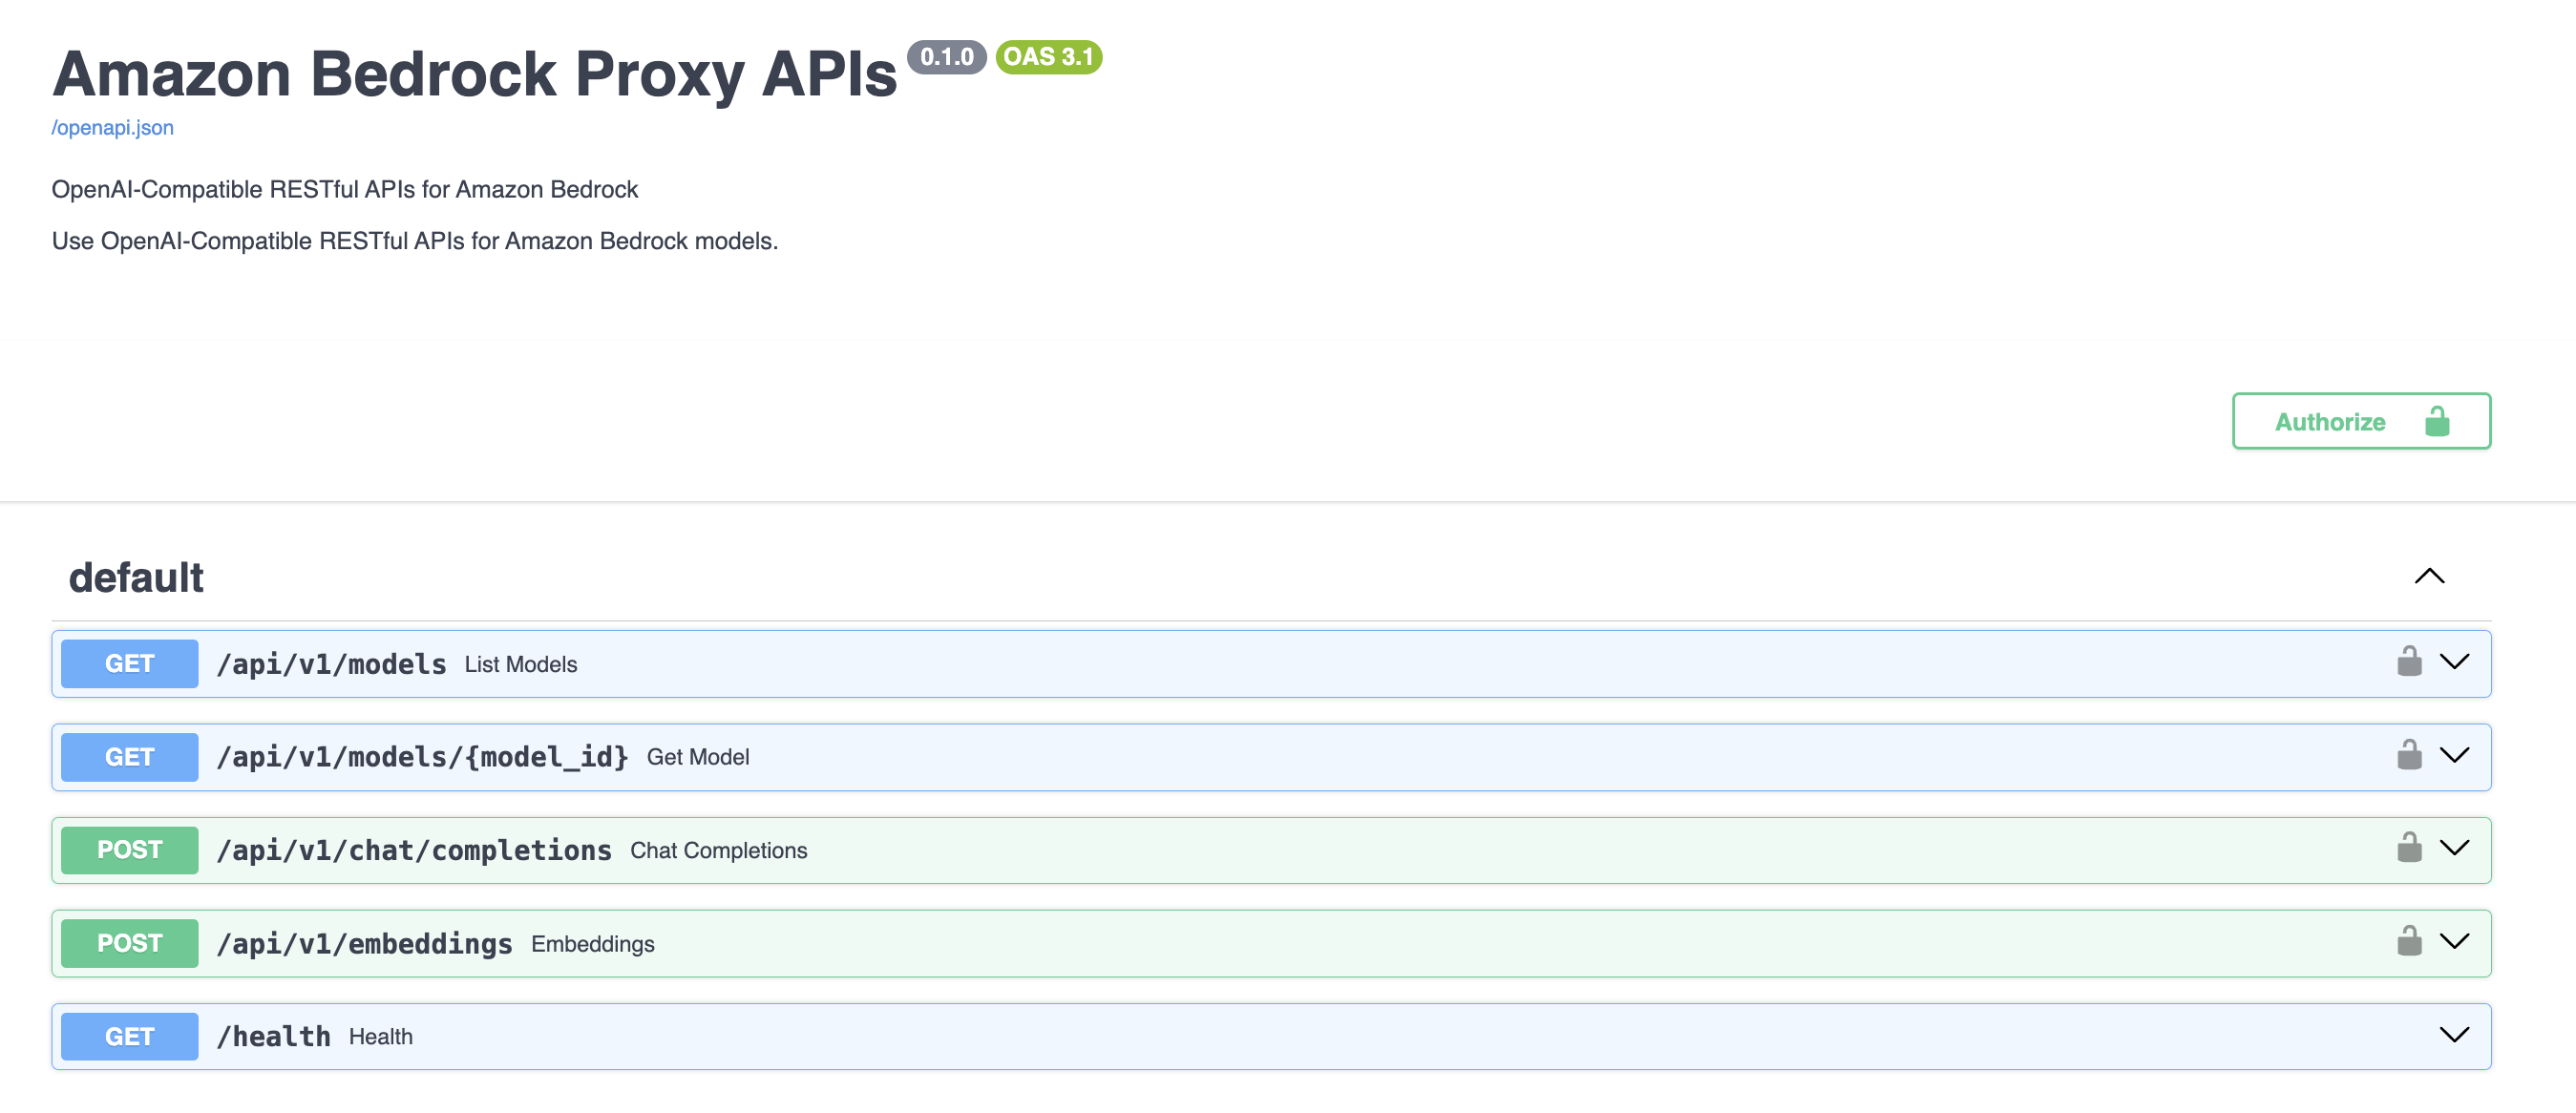 Amazon Bedrock Proxy APIs 0.1.0 OAS 3.1
/openapi.json
OpenAI-Compatible RESTful APIs for Amazon Bedrock
Use OpenAI-Compatible RESTful APIs for Amazon Bedrock models.
Authorize
default
GET /api/v1/models List Models
GET /api/v1/models/{model_id} Get Model
POST /api/v1/chat/completions Chat Completions
POST /api/v1/embeddings Embeddings
GET /health Health